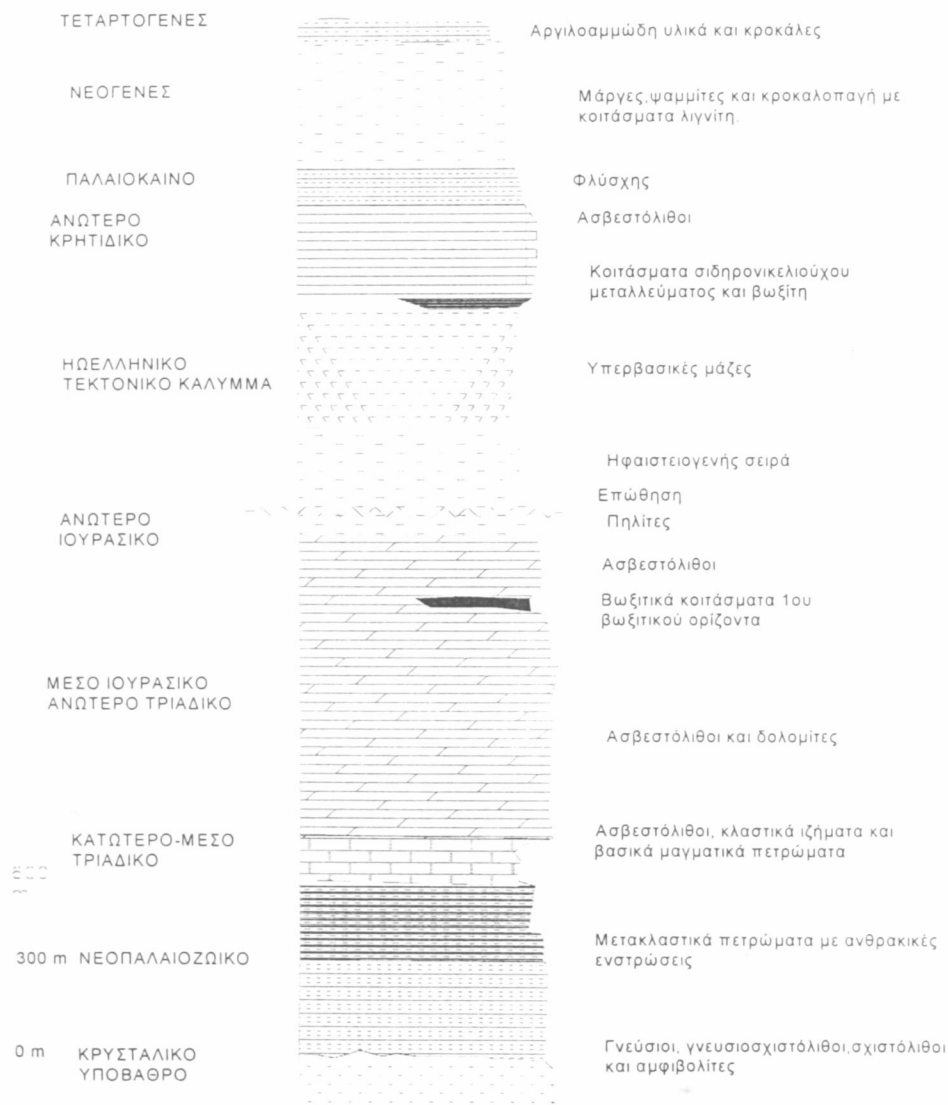 ΤΕΤΑΡΤΟΓΕΝΕΣ
Αργιλοαμμώδη υλικά και κροκάλες
ΝΕΟΓΕΝΕΣ
Μάργες,ψαμμίτες και κροκαλοπαγή με
κοιτάσματα λιγνίτη.
ΠΑΛΑΙΟΚΑΙΝΟ
Φλύσχης
ΑΝΩΤΕΡΟ
ΚΡΗΤΙΔΙΚΟ
Ασβεστόλιθοι
Κοιτάσματα σιδηρονικελιούχου
μεταλλεύματος και βωξίτη
ΗΩΕΛΛΗΝΙΚΟ
ΤΕΚΤΟΝΙΚΟ ΚΑΛΥΜΜΑ
Υπερβασικές μάζες
Ηφαιστειογενής σειρά
Επώθηση
ΑΝΩΤΕΡΟ
ΙΟΥΡΑΣΙΚΟ
Πηλίτες
Ασβεστόλιθοι
Βωξιτικά κοιτάσματα 1ου
βωξιτικού ορίζοντα
ΜΕΣΟ ΙΟΥΡΑΣΙΚΟ
ΑΝΩΤΕΡΟ ΤΡΙΑΔΙΚΟ
Ασβεστόλιθοι και δολομίτες
ΚΑΤΩΤΕΡΟ-ΜΕΣΟ
ΤΡΙΑΔΙΚΟ
Ασβεστόλιθοι, κλαστικά ιζήματα και
βασικά μαγματικά πετρώματα
300 m ΝΕΟΠΑΛΑΙΟΖΩΙΚΟ
Μετακλαστικά πετρώματα με ανθρακικές
ενστρώσεις
0 m ΚΡΥΣΤΑΛΙΚΟ
ΥΠΟΒΑΘΡΟ
Γνεύσιοι, γνευσιοσχιστόλιθοι,σχιστόλιθοι
και αμφιβολίτες